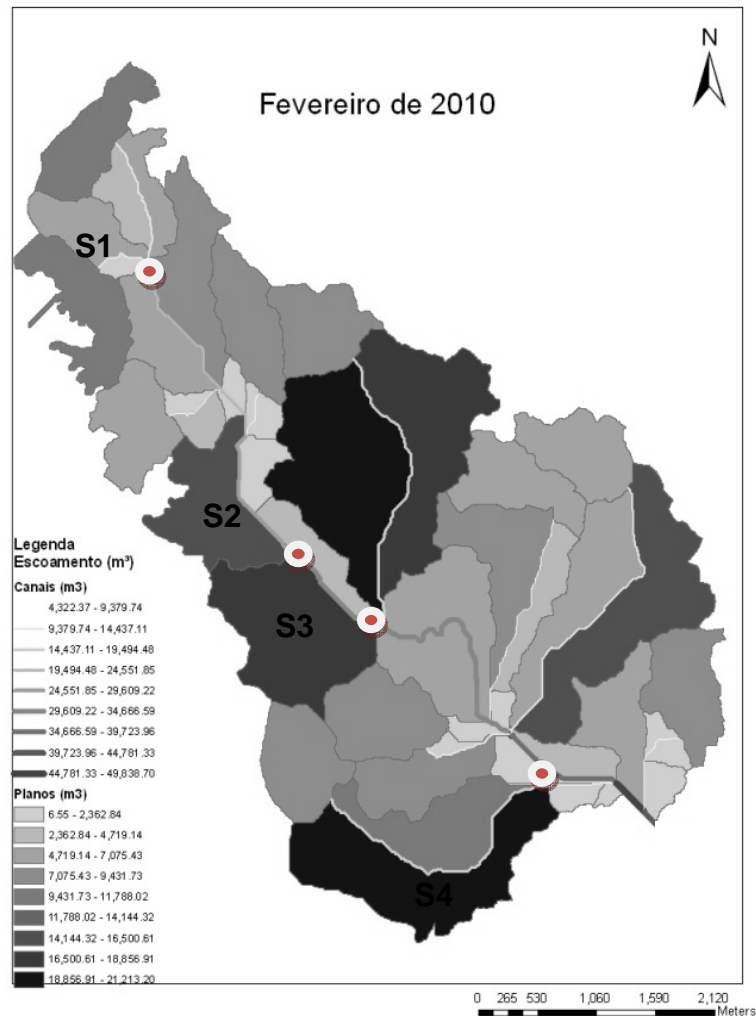 N
Fevereiro de 2010
S1
S2
S3
S4
Legenda
Escoamento (m³)
Canais (m3)
4,322.37 - 9,379.74
9,379.74 - 14,437.11
14,437.11 - 19,494.48
19,494.48 - 24,551.85
24,551.85 - 29,609.22
29,609.22 - 34,666.59
34,666.59 - 39,723.96
39,723.96 - 44,781.33
44,781.33 - 49,838.70
Planos (m3)
6.55 - 2,362.84
2,362.84 - 4,719.14
4,719.14 - 7,075.43
7,075.43 - 9,431.73
9,431.73 - 11,788.02
11,788.02 - 14,144.32
14,144.32 - 16,500.61
16,500.61 - 18,856.91
18,856.91 - 21,213.20
0 265 530 1,060 1,590 2,120
Meters